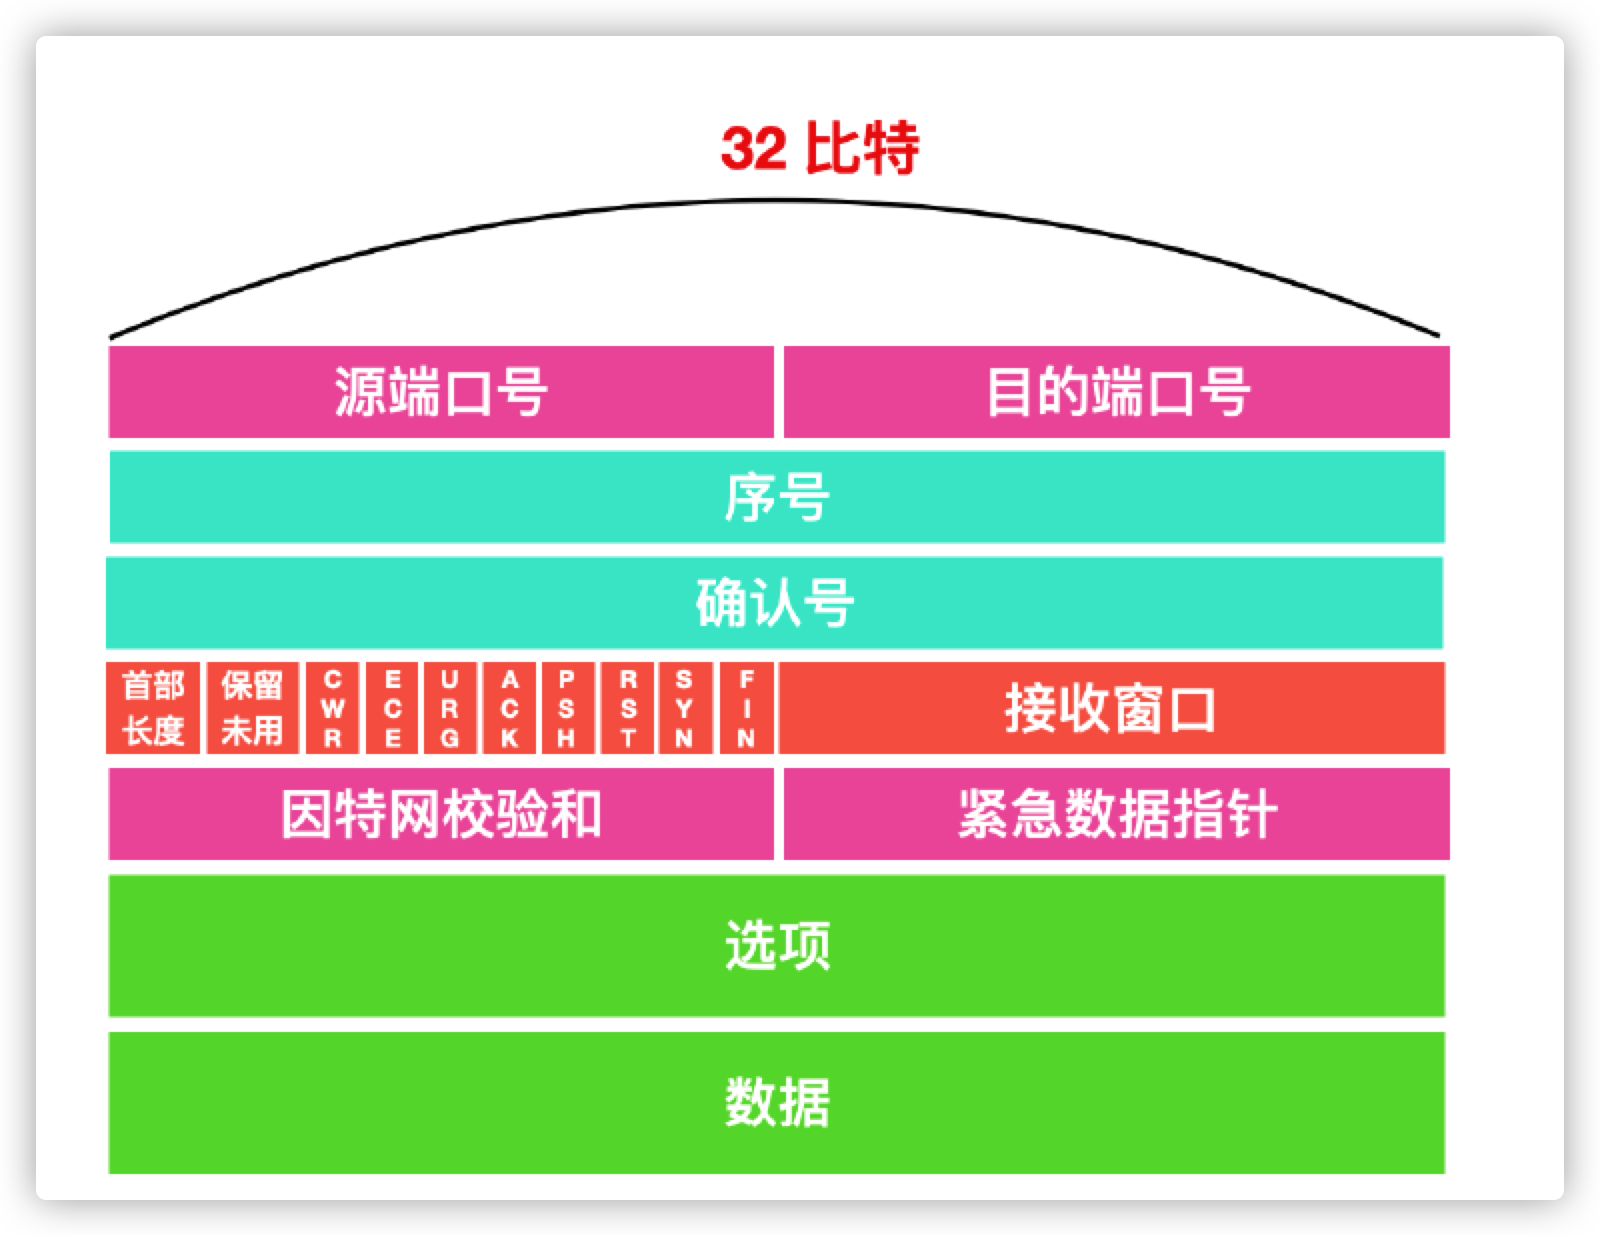 32 比特
源端口号
目的端口号
序号
确认号
首部
长度
保留
未用
CWR
ECE
URG
ACK
PSH
RST
SYN
FIN
接收窗口
因特网校验和
紧急数据指针
选项
数据